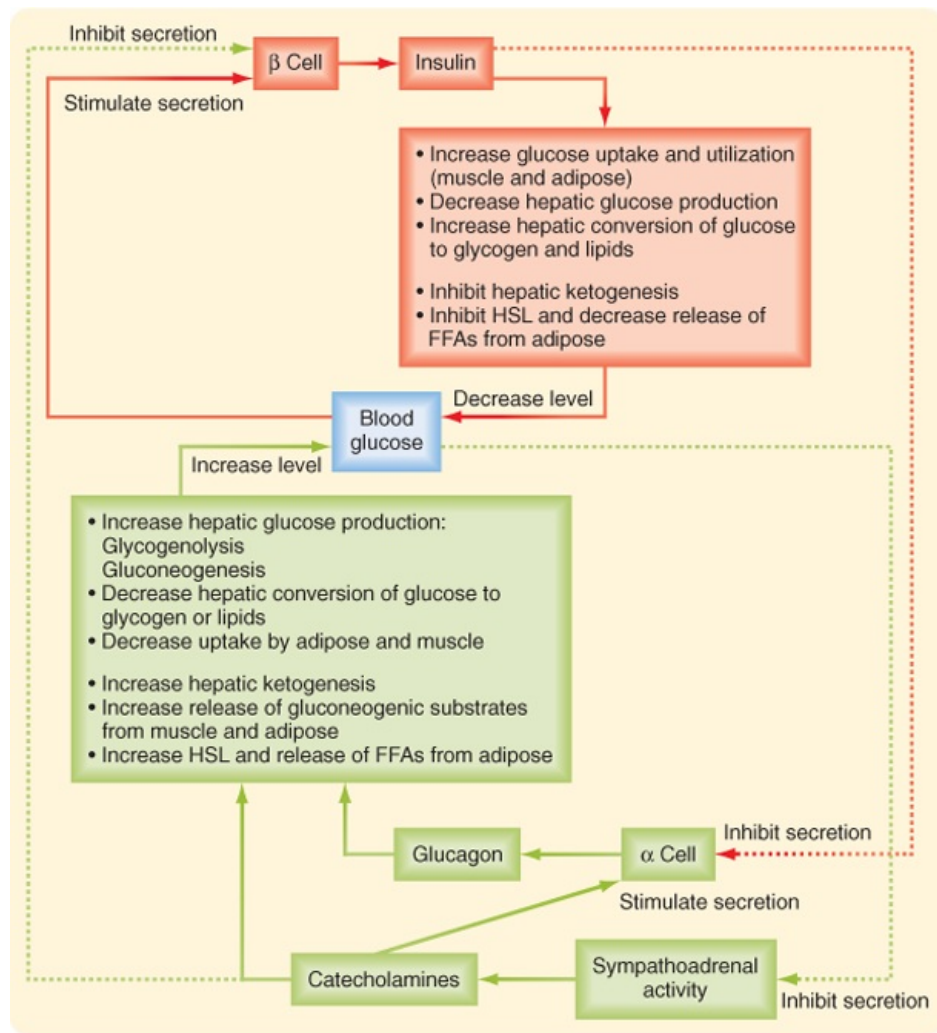 Inhibit secretion
β Cell
Insulin
Stimulate secretion
• Increase glucose uptake and utilization
(muscle and adipose)
• Decrease hepatic glucose production
• Increase hepatic conversion of glucose
to glycogen and lipids
• Inhibit hepatic ketogenesis
• Inhibit HSL and decrease release of
FFAs from adipose
Decrease level
Blood
glucose
Increase level
• Increase hepatic glucose production:
Glycogenolysis
Gluconeogenesis
• Decrease hepatic conversion of glucose to
glycogen or lipids
• Decrease uptake by adipose and muscle
• Increase hepatic ketogenesis
• Increase release of gluconeogenic substrates
from muscle and adipose
• Increase HSL and release of FFAs from adipose
Glucagon
α Cell
Inhibit secretion
Stimulate secretion
Catecholamines
Sympathoadrenal
activity
Inhibit secretion